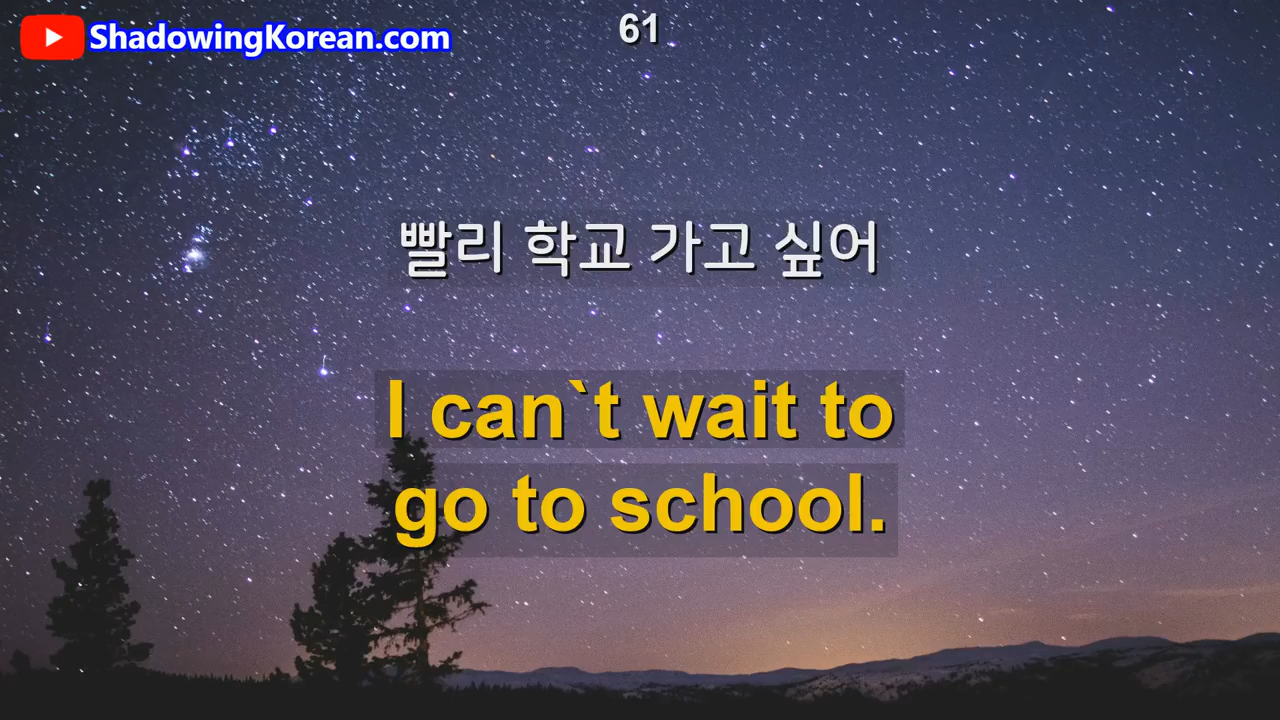 ShadowingKorean.com
61
빨리 학교 가고 싶어
I can`t wait to
go to school.